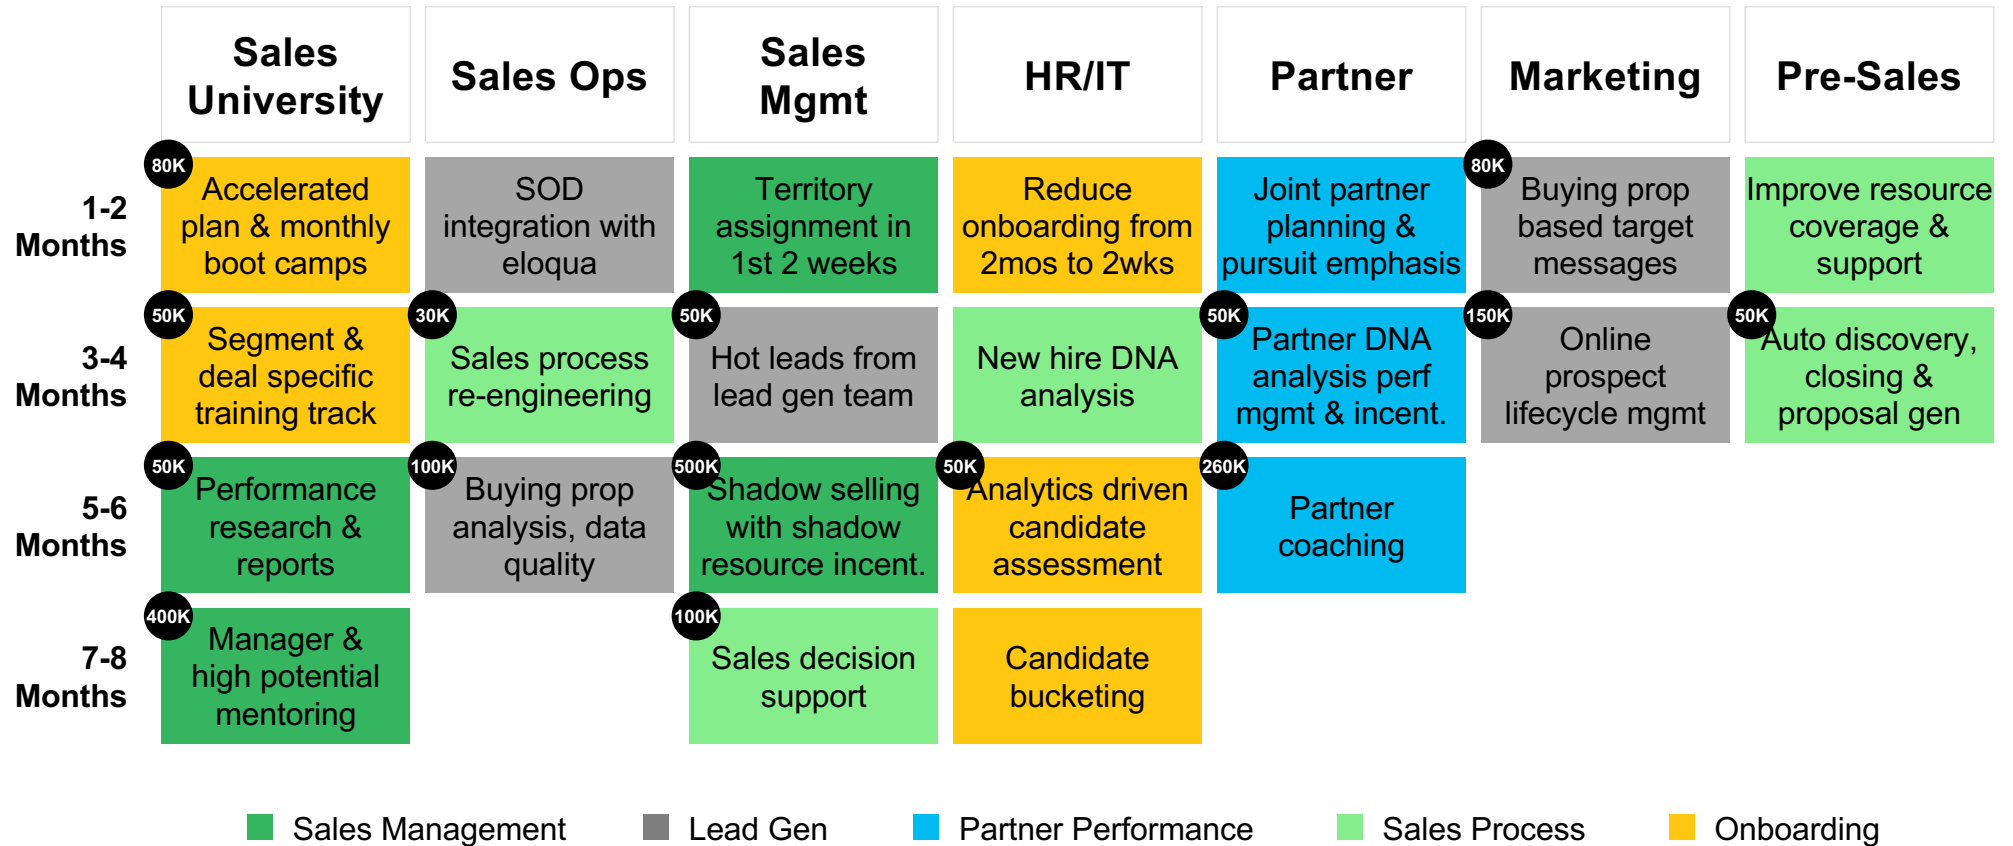 Sales
University
Sales Ops
Sales
Mgmt
HR/IT
Partner
Marketing
Pre-Sales
1-2
Months
80K
Accelerated
plan & monthly
boot camps
SOD
integration with
eloqua
Territory
assignment in
1st 2 weeks
Reduce
onboarding from
2mos to 2wks
Joint partner
planning &
pursuit emphasis
80K
Buying prop
based target
messages
Improve resource
coverage &
support
3-4
Months
50K
Segment &
deal specific
training track
30K
Sales process
re-engineering
50K
Hot leads from
lead gen team
New hire DNA
analysis
50K
Partner DNA
analysis perf
mgmt & incent.
150K
Online
prospect
lifecycle mgmt
50K
Auto discovery,
closing &
proposal gen
5-6
Months
50K
Performance
research &
reports
100K
Buying prop
analysis, data
quality
500K
Shadow selling
with shadow
resource incent.
50K
Analytics driven
candidate
assessment
260K
Partner
coaching
7-8
Months
400K
Manager &
high potential
mentoring
100K
Sales decision
support
Candidate
bucketing
Sales Management
Lead Gen
Partner Performance
Sales Process
Onboarding